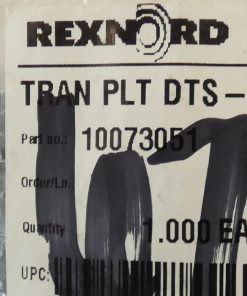 REXNORD
TRAN PLT DTS-
Part no.: 10073051
Order/Ln.:
Quantity 1.000 EA
UPC: